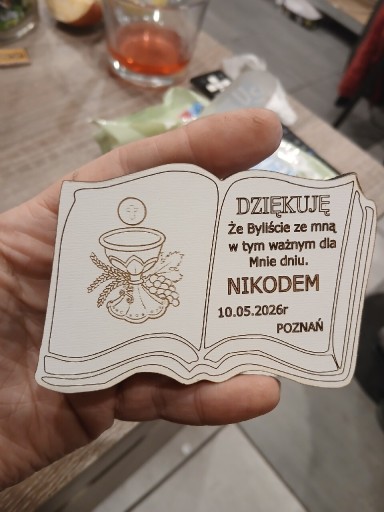 DZIĘKUJĘ
Że Byliście ze mną
w tym ważnym dla
Mnie dniu.
NIKODEM
10.05.2026r
POZNAŃ